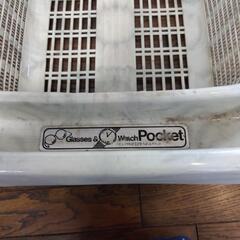 Glasses & Watch Pocket